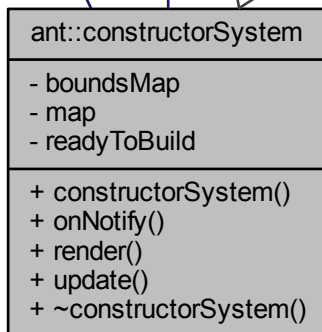 ant::constructorSystem
- boundsMap
- map
- readyToBuild
+ constructorSystem()
+ onNotify()
+ render()
+ update()
+ ~constructorSystem()